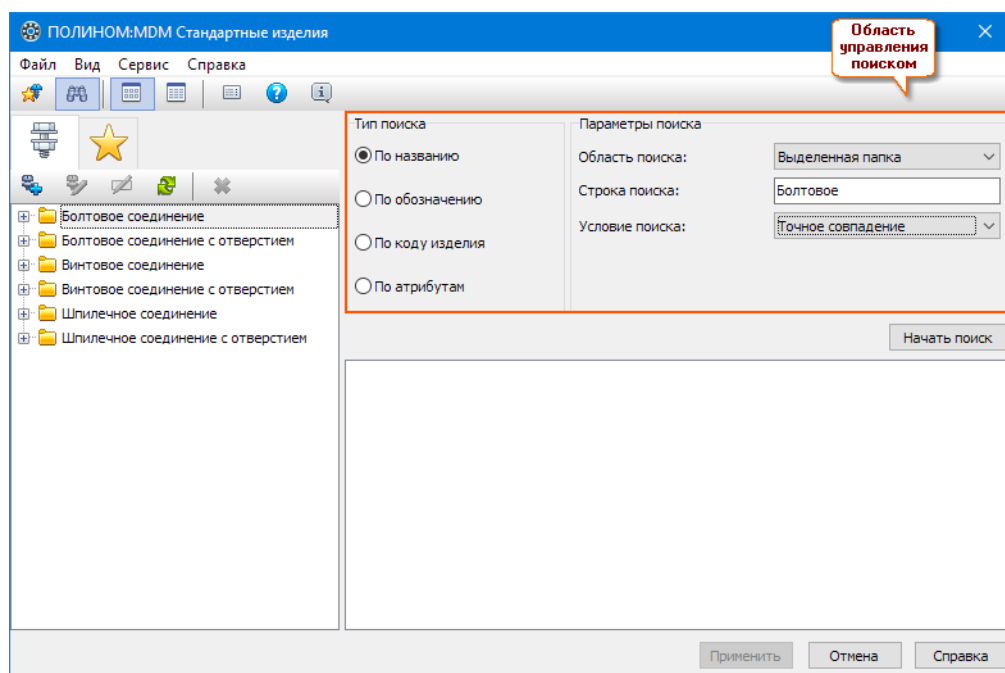 ПОЛИНОМ:MDM Стандартные изделия
Область
управления
поиском
Файл Вид Сервис Справка
Тип поиска
По названию
По обозначению
По коду изделия
По атрибутам
Параметры поиска
Область поиска: Выделенная папка
Строка поиска: Болтовое
Условие поиска: Точное совпадение
Болтовое соединение
Болтовое соединение с отверстием
Винтовое соединение
Винтовое соединение с отверстием
Шпилечное соединение
Шпилечное соединение с отверстием
Начать поиск
Применить Отмена Справка